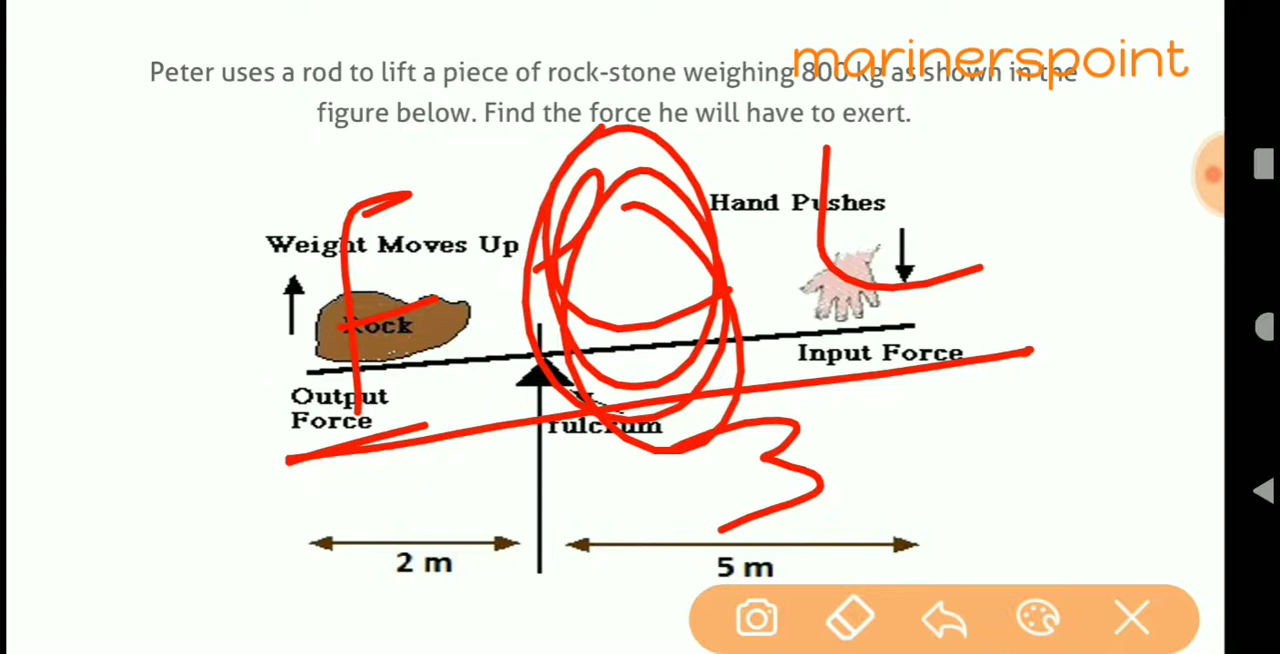 marinerspoint
Peter uses a rod to lift a piece of rock-stone weighing 800 kg as shown in the
figure below. Find the force he will have to exert.
Hand Pushes
Weight Moves Up
Rock
Input Force
Output
Force
fulcrum
2 m
5 m